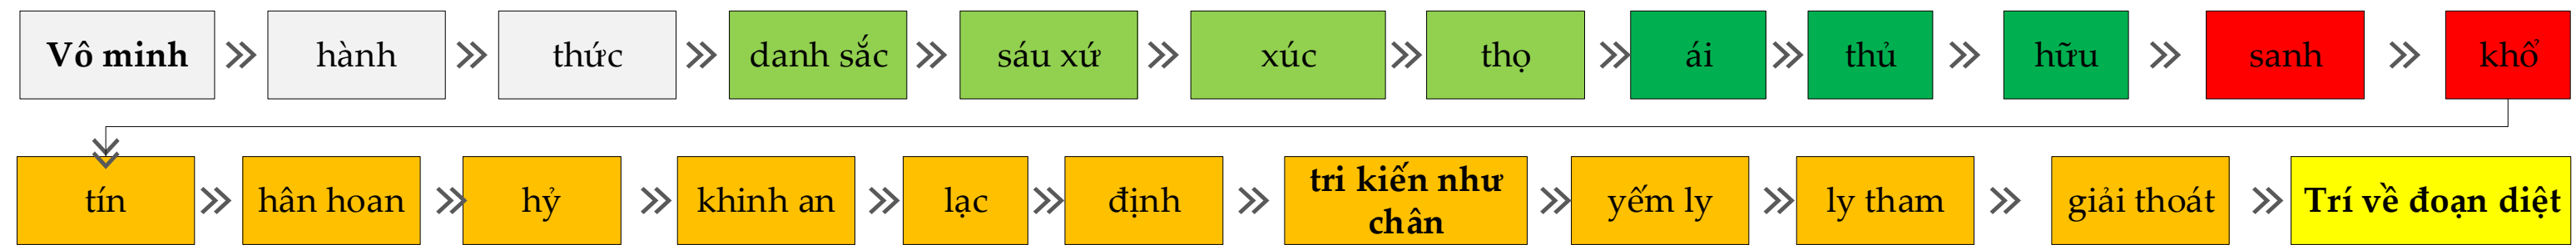 Vô minh
hành
thức
danh sắc
sáu xứ
xúc
thọ
ái
thủ
hữu
sanh
khổ
tín
hân hoan
hỷ
khinh an
lạc
định
tri kiến như
chân
yếm ly
ly tham
giải thoát
Trí về đoạn diệt